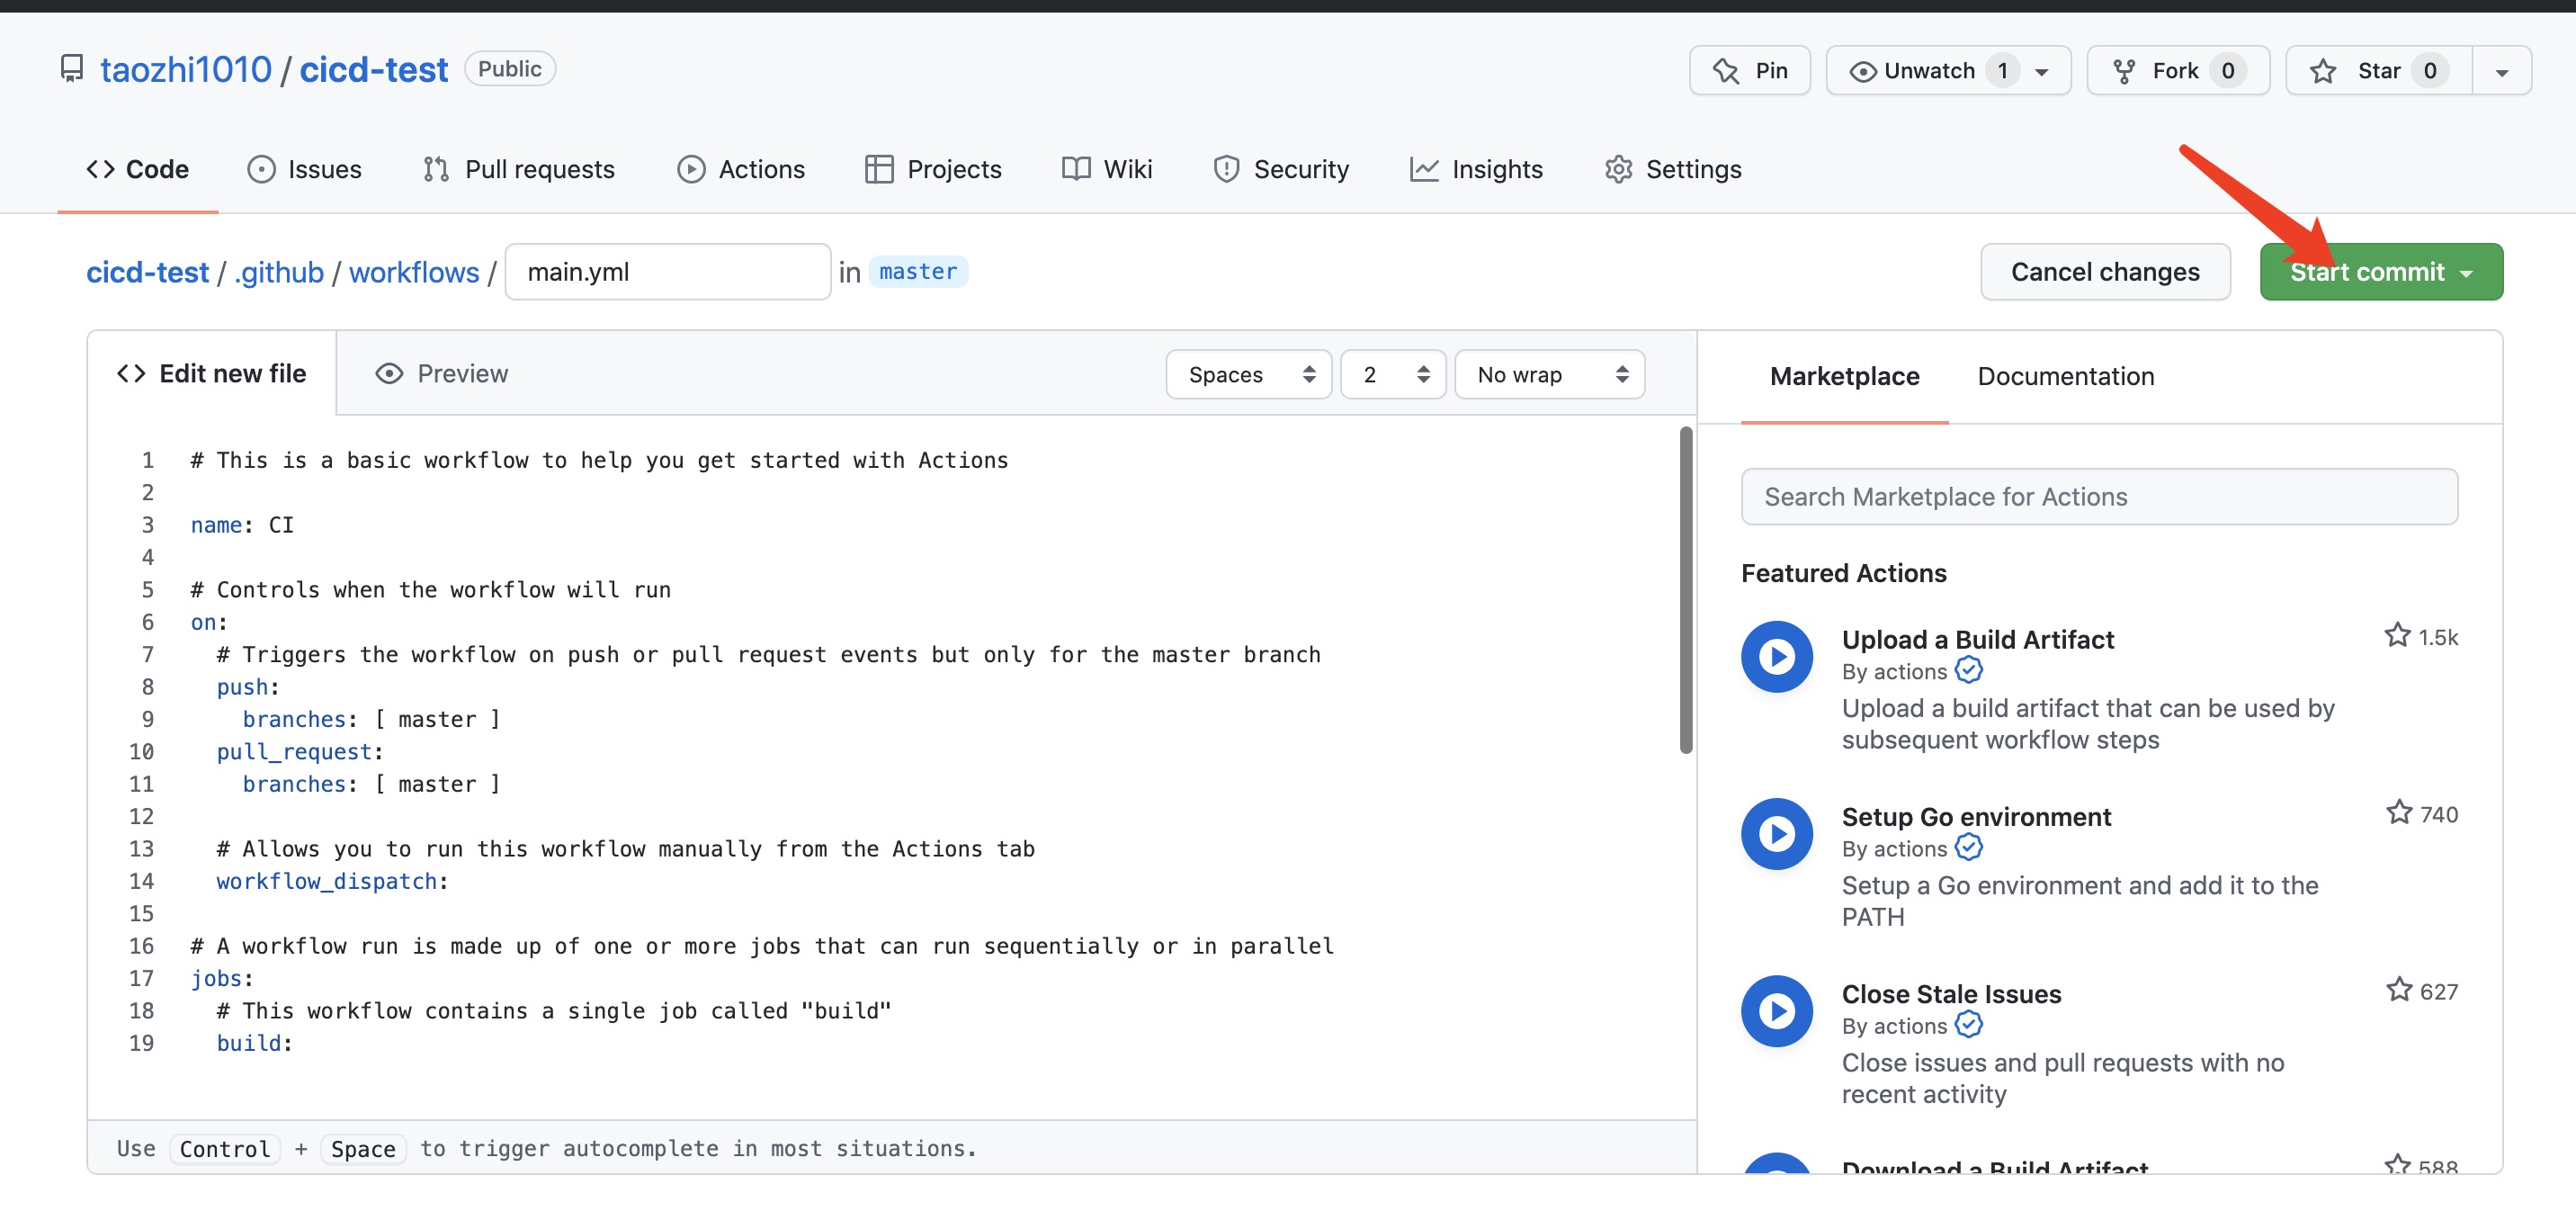 taozhi1010 / cicd-test Public
Pin Unwatch 1 Fork 0 Star 0
Code Issues Pull requests Actions Projects Wiki Security Insights Settings
cicd-test / .github / workflows / main.yml in master
Cancel changes Start commit
Edit new file Preview
Spaces 2 No wrap
1 # This is a basic workflow to help you get started with Actions
2
3 name: CI
4
5 # Controls when the workflow will run
6 on:
7 # Triggers the workflow on push or pull request events but only for the master branch
8 push:
9 branches: [ master ]
10 pull_request:
11 branches: [ master ]
12
13 # Allows you to run this workflow manually from the Actions tab
14 workflow_dispatch:
15
16 # A workflow run is made up of one or more jobs that can run sequentially or in parallel
17 jobs:
18 # This workflow contains a single job called "build"
19 build:
Use Control + Space to trigger autocomplete in most situations.
Marketplace Documentation
Search Marketplace for Actions
Featured Actions
Upload a Build Artifact 1.5k
By actions
Upload a build artifact that can be used by
subsequent workflow steps
Setup Go environment 740
By actions
Setup a Go environment and add it to the
PATH
Close Stale Issues 627
By actions
Close issues and pull requests with no
recent activity
Download a Build Artifact 588